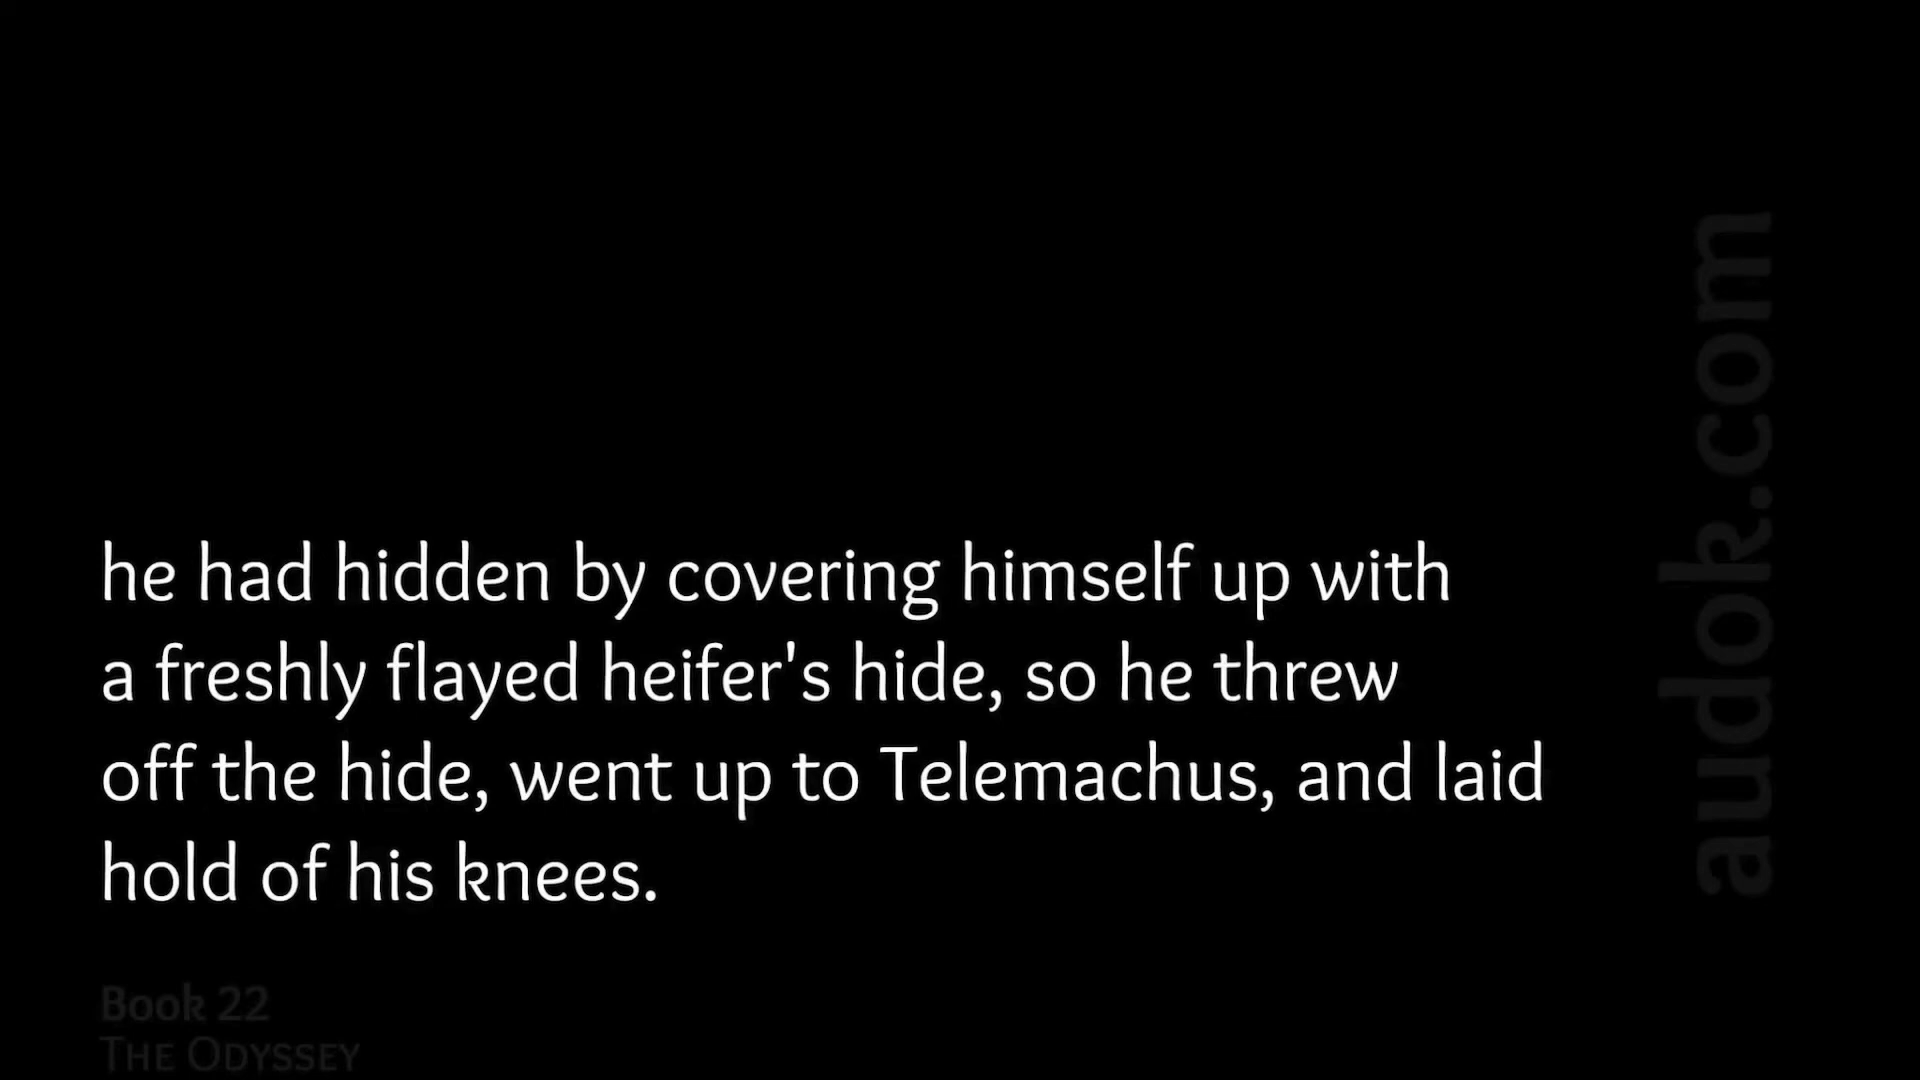 he had hidden by covering himself up with
a freshly flayed heifer's hide, so he threw
off the hide, went up to Telemachus, and laid
hold of his knees.
Book 22
THE ODYSSEY
audok.com